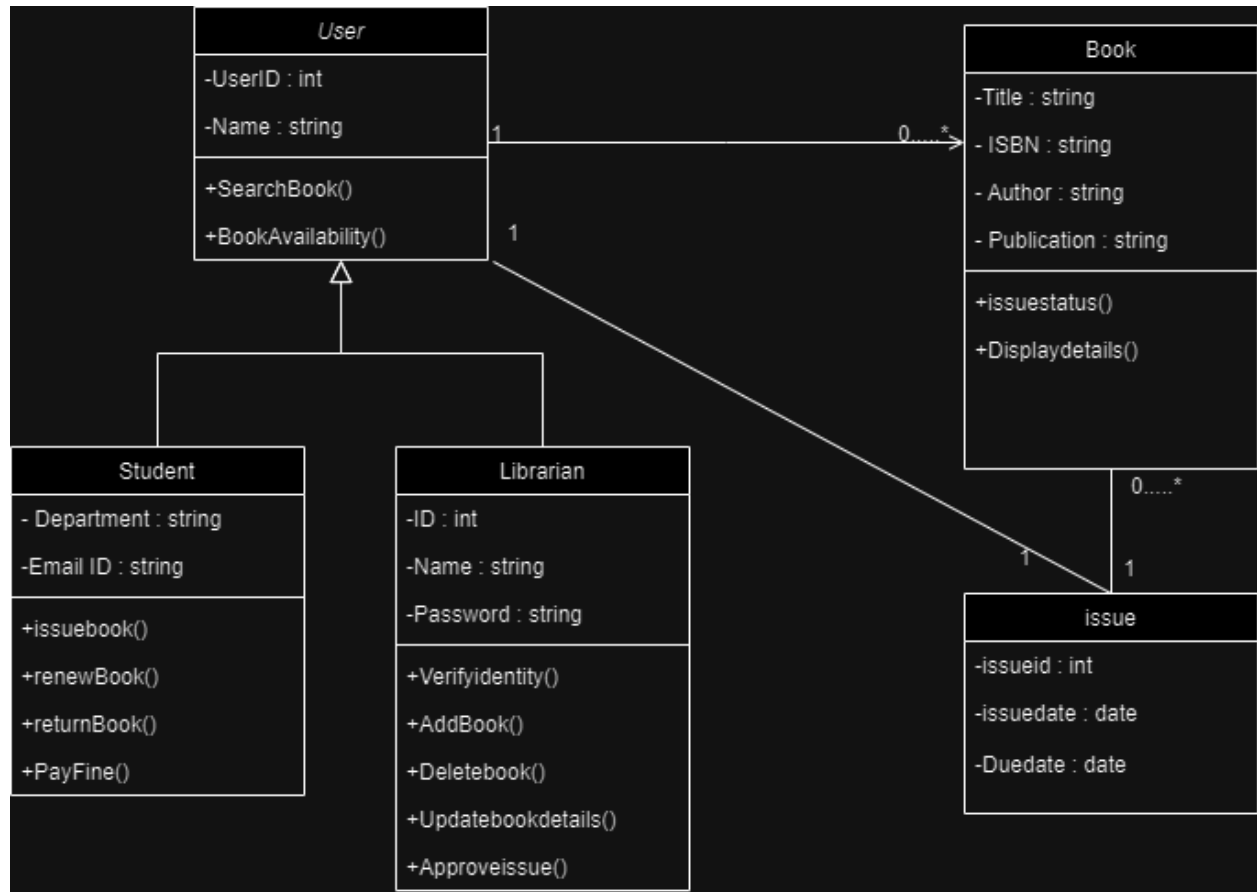 User
-UserID : int
-Name : string
+SearchBook()
+BookAvailability()
1
0.....*
1
Book
-Title : string
- ISBN : string
- Author : string
- Publication : string
+issuestatus()
+Displaydetails()
0.....*
1
1
Student
- Department : string
-Email ID : string
+issuebook()
+renewBook()
+returnBook()
+PayFine()
Librarian
-ID : int
-Name : string
-Password : string
+Verifyidentity()
+AddBook()
+Deletebook()
+Updatebookdetails()
+Approveissue()
issue
-issueid : int
-issuedate : date
-Duedate : date